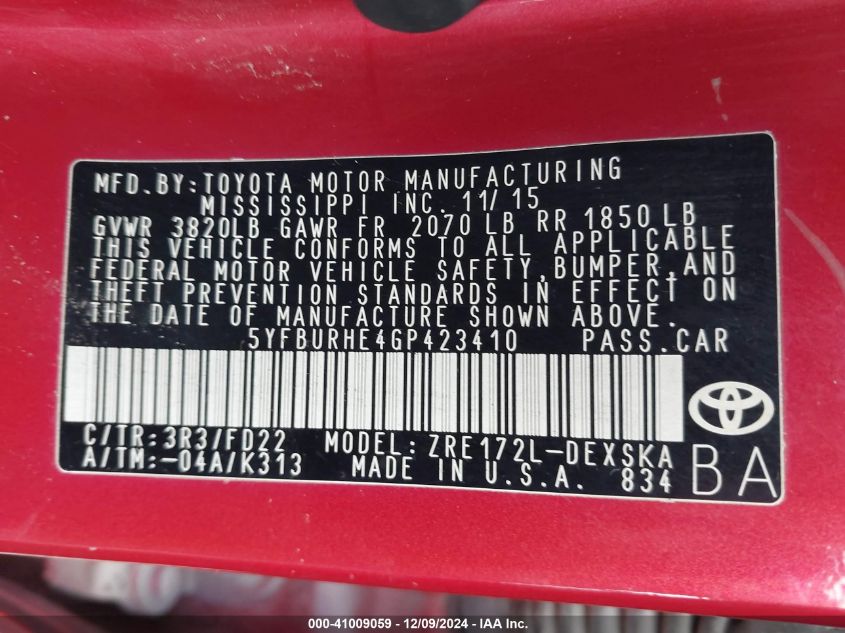 MFD. BY: TOYOTA MOTOR MANUFACTURING
MISSISSIPPI INC. 11/15
GVWR 3820LB GAWR FR 2070 LB RR 1850 LB
THIS VEHICLE CONFORMS TO ALL APPLICABLE
FEDERAL MOTOR VEHICLE SAFETY, BUMPER, AND
THEFT PREVENTION STANDARDS IN EFFECT ON
THE DATE OF MANUFACTURE SHOWN ABOVE.
5YFBURHE4GP423410 PASS. CAR
C/TR: 3R3/FD22 MODEL: ZRE172L-DEXSKA
A/TM: -04A/K313 MADE IN U.S.A. 834
BA
000-41009059 - 12/09/2024 - IAA, Inc.